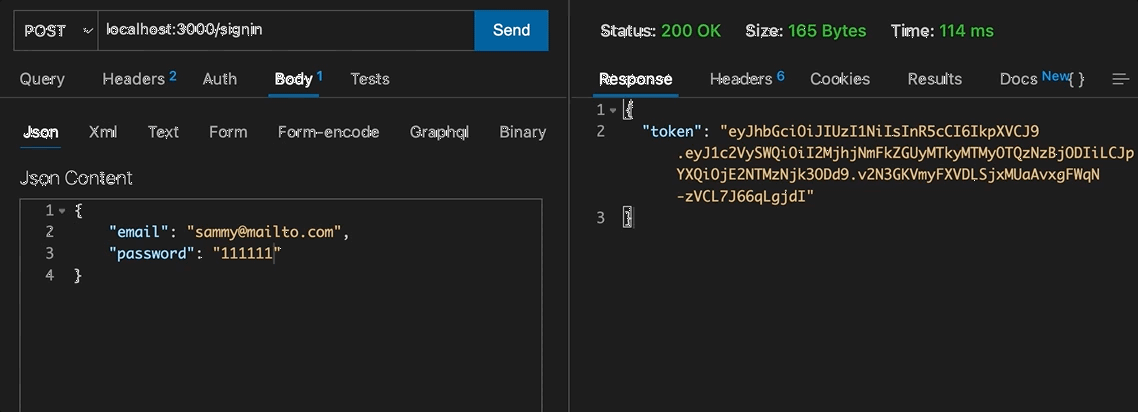 POST localhost:3000/signin Send
Query Headers 2 Auth Body 1 Tests
Json Xml Text Form Form-encode Graphql Binary
Json Content
1 {
2 "email": "sammy@mailto.com",
3 "password": "111111"
4 }
Status: 200 OK Size: 165 Bytes Time: 114 ms
Response Headers 6 Cookies Results Docs New { }
1 {
2 "token": "eyJhbGciOiJIUzI1NiIsInR5cCI6IkpXVCJ9
.eyJ1c2VySWQiOiI2MjhjNmFkZGUyMTkyMTMyOTQzNzBjODIiLCJp
YXQiOjE2NTMzNjk3ODd9.v2N3GKVmyFXVDLSjxMUaAvxgFWqN
-zVCL7J66qLgjdI"
3 }